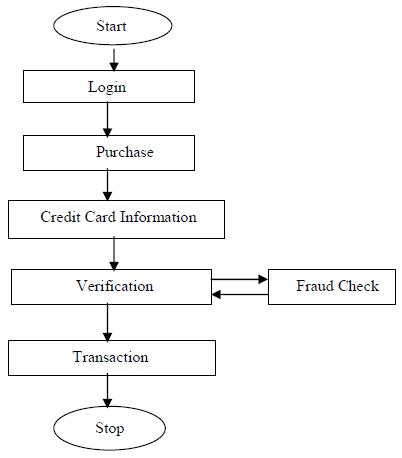 Start
Login
Purchase
Credit Card Information
Verification
Fraud Check
Transaction
Stop